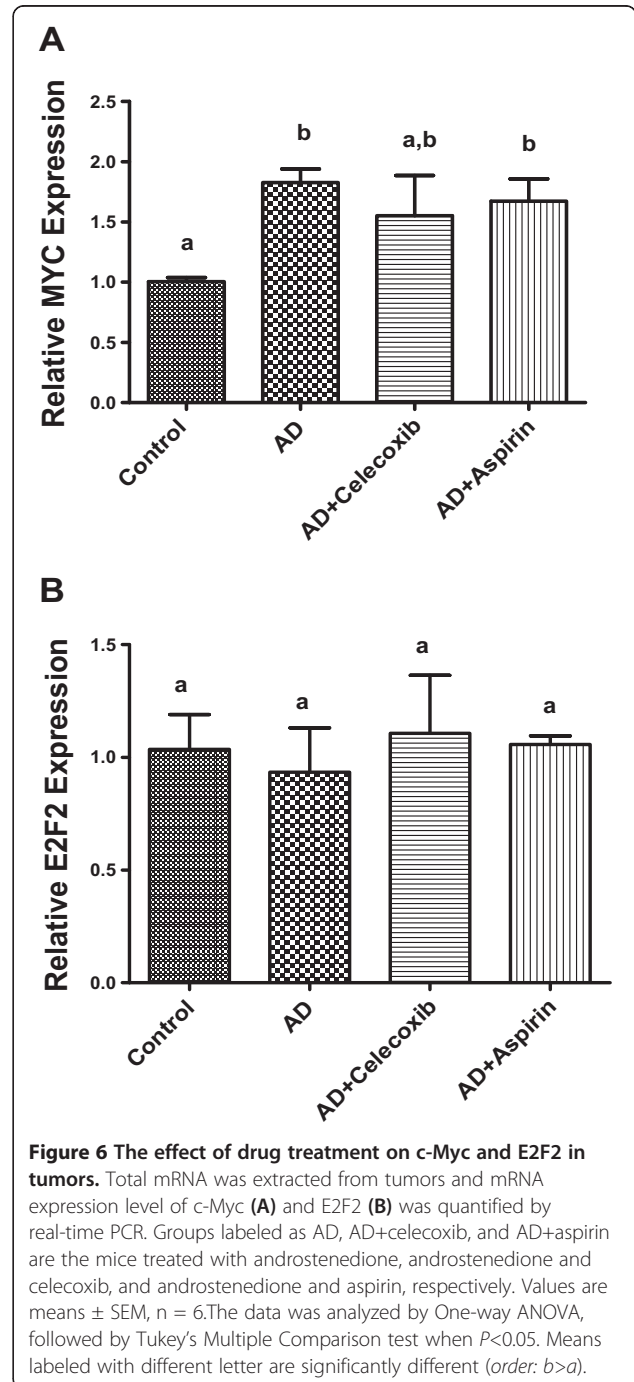 A
Relative MYC Expression
2.5
2.0
1.5
1.0
0.5
0.0
a
b
a,b
b
Control
AD
AD+Celecoxib
AD+Aspirin
B
Relative E2F2 Expression
1.5
1.0
0.5
0.0
a
a
a
a
Control
AD
AD+Celecoxib
AD+Aspirin
Figure 6 The effect of drug treatment on c-Myc and E2F2 in
tumors. Total mRNA was extracted from tumors and mRNA
expression level of c-Myc (A) and E2F2 (B) was quantified by
real-time PCR. Groups labeled as AD, AD+celecoxib, and AD+aspirin
are the mice treated with androstenedione, androstenedione and
celecoxib, and androstenedione and aspirin, respectively. Values are
means ± SEM, n = 6.The data was analyzed by One-way ANOVA,
followed by Tukey's Multiple Comparison test when P<0.05. Means
labeled with different letter are significantly different (order: b>a).